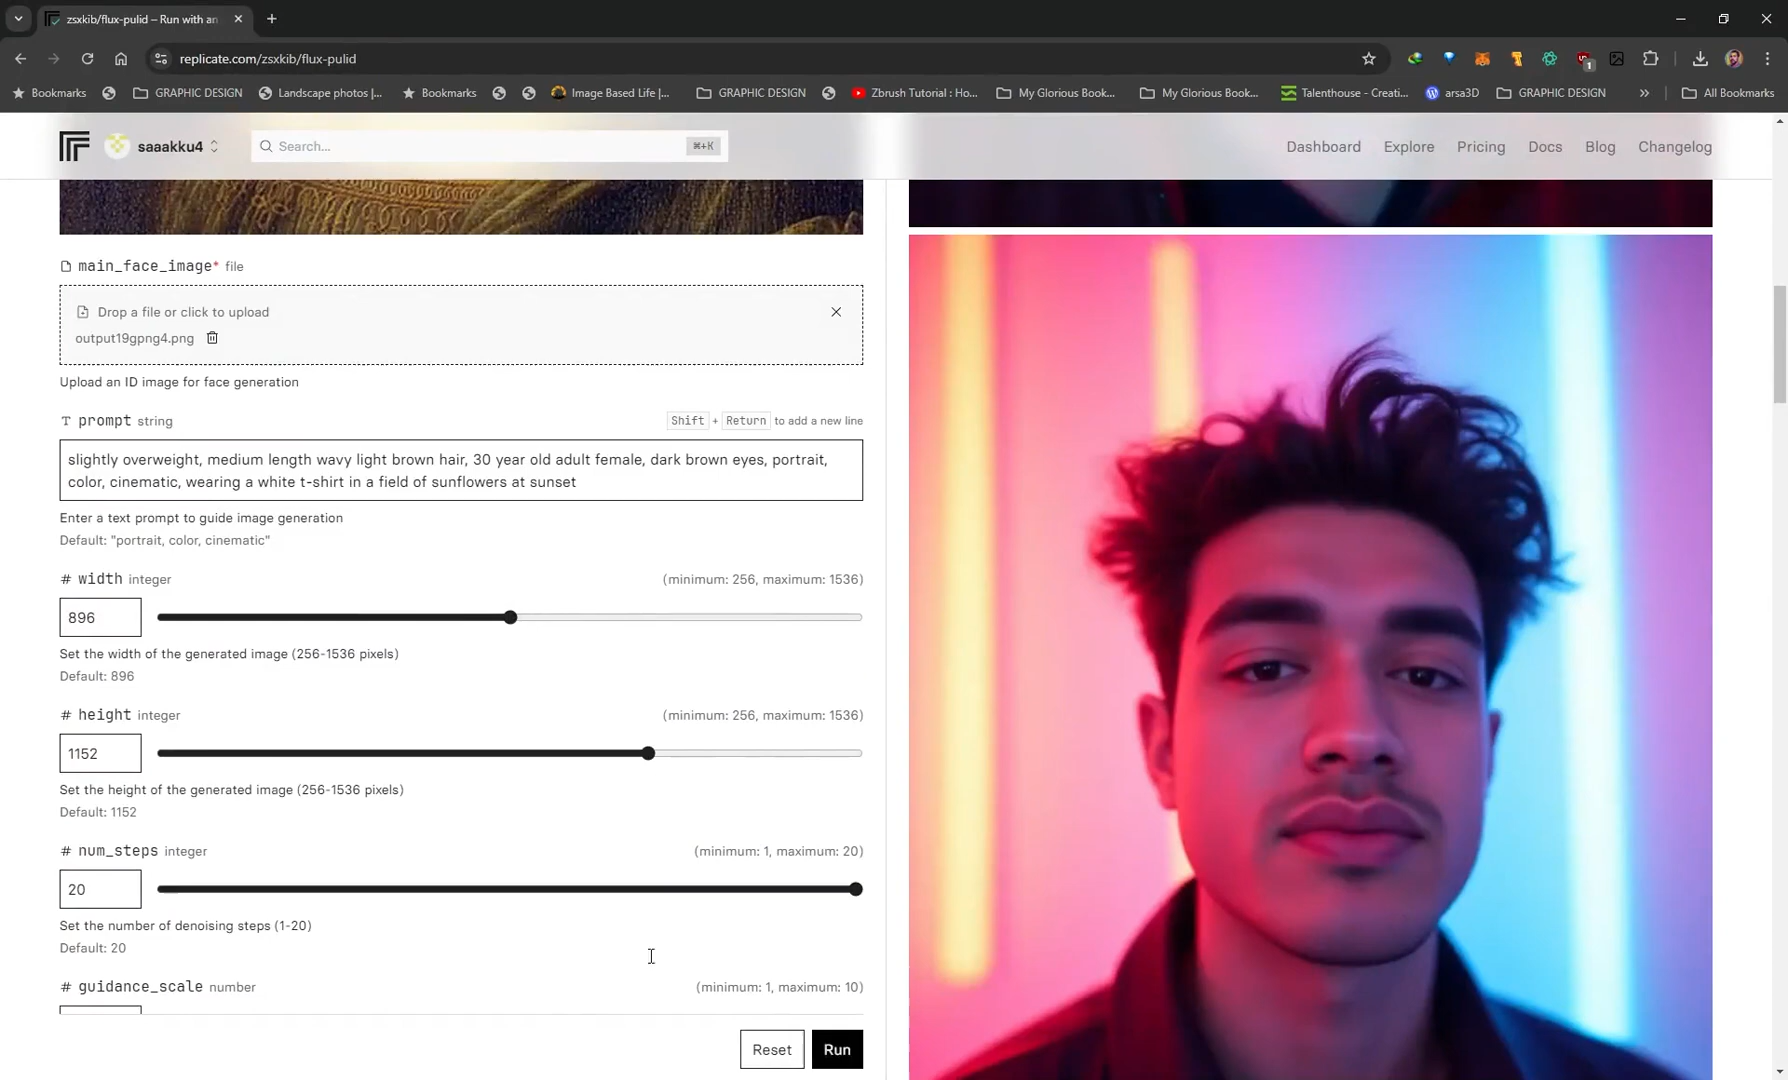 zsxkib/flux-pulid – Run with an
replicate.com/zsxkib/flux-pulid
1
Bookmarks
GRAPHIC DESIGN
Landscape photos |...
Bookmarks
Image Based Life |...
GRAPHIC DESIGN
Zbrush Tutorial : Ho...
My Glorious Book...
My Glorious Book...
Talenthouse - Creati...
arsa3D
GRAPHIC DESIGN
All Bookmarks
saaakku4
Search...
⌘+K
Dashboard
Explore
Pricing
Docs
Blog
Changelog
main_face_image* file
Drop a file or click to upload
output19gpng4.png
Upload an ID image for face generation
prompt string
Shift + Return to add a new line
slightly overweight, medium length wavy light brown hair, 30 year old adult female, dark brown eyes, portrait,
color, cinematic, wearing a white t-shirt in a field of sunflowers at sunset
Enter a text prompt to guide image generation
Default: "portrait, color, cinematic"
# width integer
(minimum: 256, maximum: 1536)
896
Set the width of the generated image (256-1536 pixels)
Default: 896
# height integer
(minimum: 256, maximum: 1536)
1152
Set the height of the generated image (256-1536 pixels)
Default: 1152
# num_steps integer
(minimum: 1, maximum: 20)
20
Set the number of denoising steps (1-20)
Default: 20
# guidance_scale number
(minimum: 1, maximum: 10)
Reset
Run